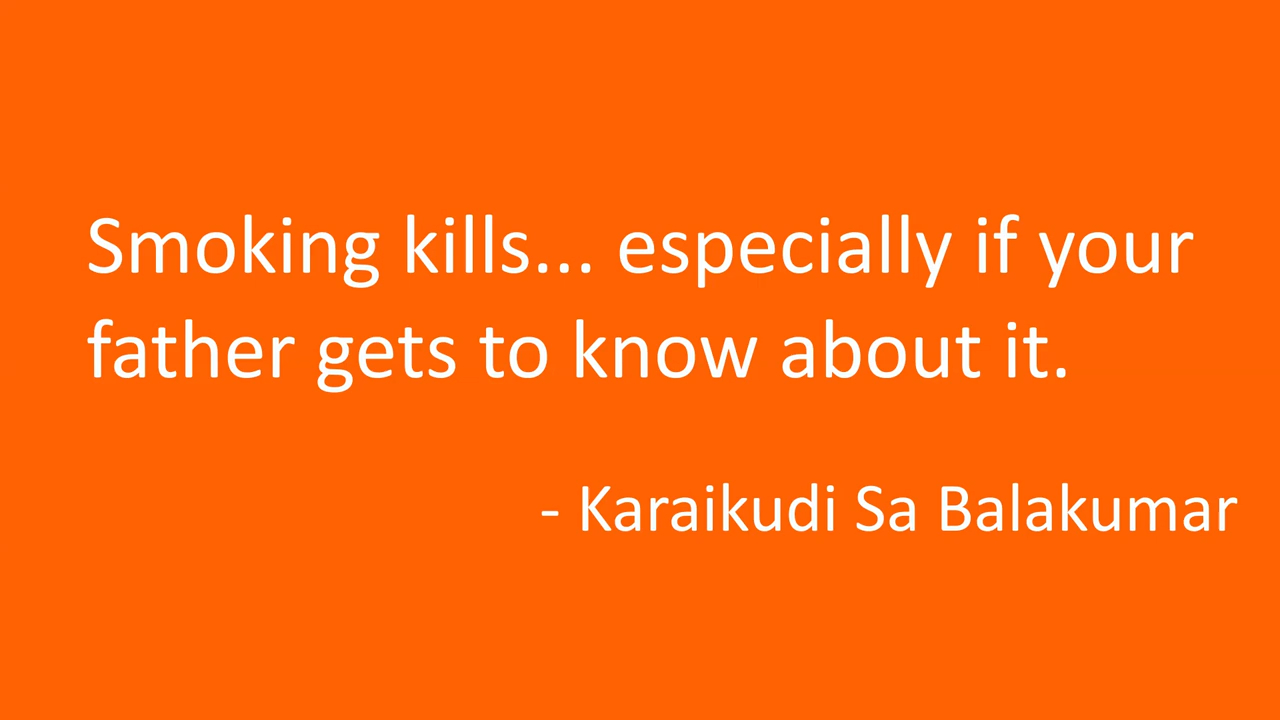 Smoking kills... especially if your
father gets to know about it.
- Karaikudi Sa Balakumar